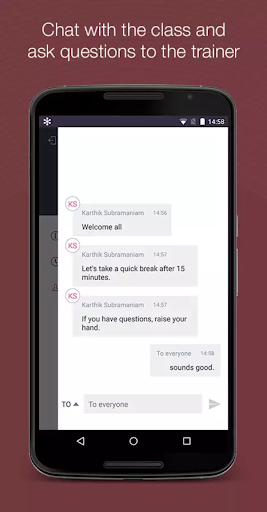 Chat with the class and
ask questions to the trainer
14:58
KS
Karthik Subramaniam 14:56
Welcome all
KS
Karthik Subramaniam 14:57
Let's take a quick break after 15
minutes.
KS
Karthik Subramaniam 14:57
If you have questions, raise your
hand.
To everyone 14:58
sounds good.
TO To everyone